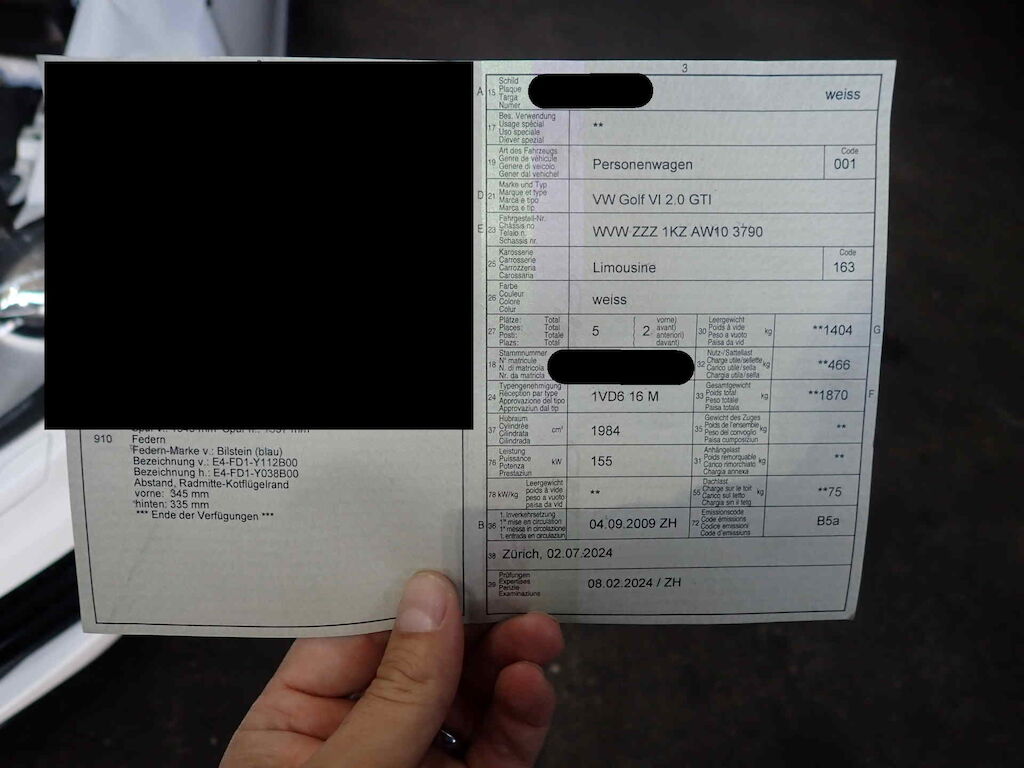 3
A 15 Schild
Plaque
Targa
Numer
weiss
17 Bes. Verwendung
Usage spécial
Uso speciale
Diever spezial
**
19 Art des Fahrzeugs
Genre de véhicule
Genere di veicolo
Gener dal vehichel
Personenwagen
Code
001
D 21 Marke und Typ
Marque et type
Marca e tipo
Marca e tip
VW Golf VI 2.0 GTI
E 23 Fahrgestell-Nr.
Châssis no
Telaio n.
Schassis nr.
WVW ZZZ 1KZ AW10 3790
25 Karosserie
Carrosserie
Carrozzeria
Carossaria
Limousine
Code
163
26 Farbe
Couleur
Colore
Colur
weiss
27 Plätze: Total
Places: Total
Posti: Totale
Plazs: Total
5 ( 2 vorne)
avant)
anteriori)
davant)
30 Leergewicht
Poids à vide
Peso a vuoto
Paisa da vid
kg
**1404 G
18 Stammnummer
N° matricule
N. di matricola
Nr. da matricla
32 Nutz-/Sattellast
Charge utile/sellette
Carico utile/sella
Chargia utila/sella
kg
**466
24 Typengenehmigung
Réception par type
Approvazione del tipo
Approvaziun dal tip
1VD6 16 M
33 Gesamtgewicht
Poids total
Peso totale
Paisa totala
**1870 F
37 Hubraum
Cylindrée
Cilindrata
Cilindrada
cm³
1984
35 Gewicht des Zuges
Poids de l'ensemble
Peso del convoglio
Paisa cumposiziun
kg
**
76 Leistung
Puissance
Potenza
Prestaziun
kW
155
31 Anhängelast
Poids remorquable
Carico rimorchiato
Chargia annexa
kg
**
78 kW/kg Leergewicht
poids à vide
peso a vuoto
paisa da vid
**
55 Dachlast
Charge sur le toit
Carico sul tetto
Chargia sin il tetg
kg
**75
B 36 1. Inverkehrsetzung
1re mise en circulation
1a messa in circolazione
1. entrada en circulaziun
04.09.2009 ZH
72 Emissionscode
Code émissions
Codice emissioni
Code d'emissiuns
B5a
38 Zürich, 02.07.2024
39 Prüfungen
Expertises
Perizie
Examinaziuns
08.02.2024 / ZH
910 Federn
Federn-Marke v.: Bilstein (blau)
Bezeichnung v.: E4-FD1-Y112B00
Bezeichnung h.: E4-FD1-Y038B00
Abstand, Radmitte-Kotflügelrand
vorne: 345 mm
hinten: 335 mm
*** Ende der Verfügungen ***